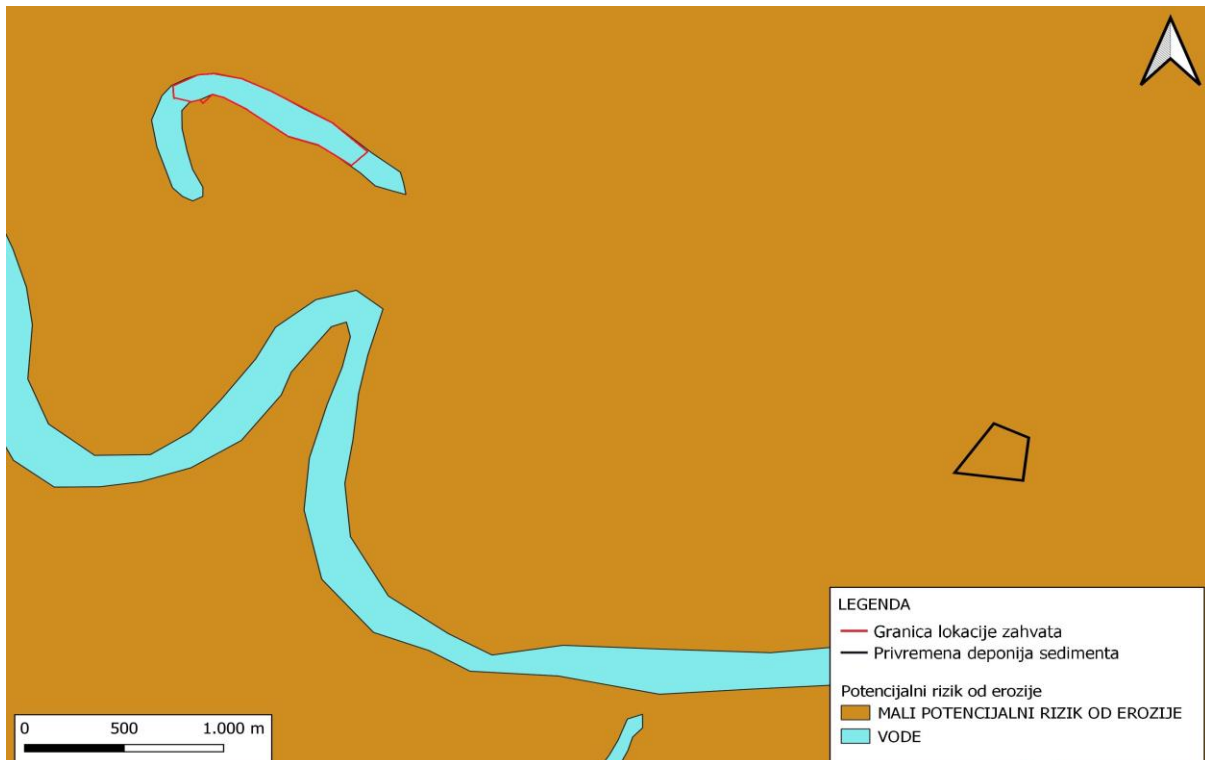 LEGENDA
Granica lokacije zahvata
Privremena deponija sedimenta
Potencijalni rizik od erozije
MALI POTENCIJALNI RIZIK OD EROZIJE
VODE
0 500 1.000 m